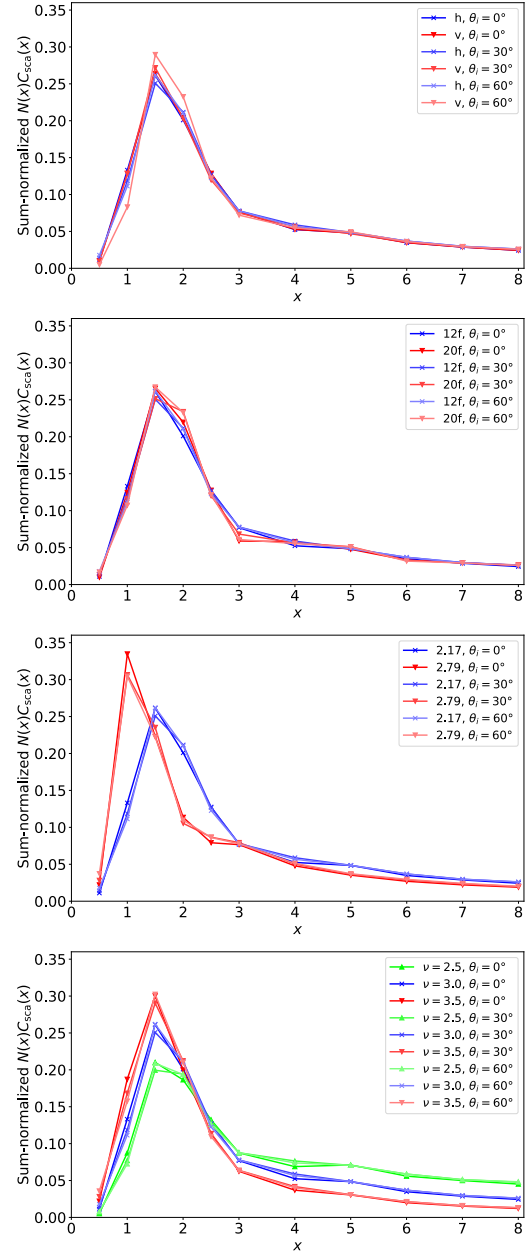 0.35
0.30
0.25
0.20
0.15
0.10
0.05
0.00
Sum-normalized N(x)C_sca(x)
h, θ_i = 0°
v, θ_i = 0°
h, θ_i = 30°
v, θ_i = 30°
h, θ_i = 60°
v, θ_i = 60°
0 1 2 3 4 5 6 7 8
x
0.35
0.30
0.25
0.20
0.15
0.10
0.05
0.00
Sum-normalized N(x)C_sca(x)
12f, θ_i = 0°
20f, θ_i = 0°
12f, θ_i = 30°
20f, θ_i = 30°
12f, θ_i = 60°
20f, θ_i = 60°
0 1 2 3 4 5 6 7 8
x
0.35
0.30
0.25
0.20
0.15
0.10
0.05
0.00
Sum-normalized N(x)C_sca(x)
2.17, θ_i = 0°
2.79, θ_i = 0°
2.17, θ_i = 30°
2.79, θ_i = 30°
2.17, θ_i = 60°
2.79, θ_i = 60°
0 1 2 3 4 5 6 7 8
x
0.35
0.30
0.25
0.20
0.15
0.10
0.05
0.00
Sum-normalized N(x)C_sca(x)
ν = 2.5, θ_i = 0°
ν = 3.0, θ_i = 0°
ν = 3.5, θ_i = 0°
ν = 2.5, θ_i = 30°
ν = 3.0, θ_i = 30°
ν = 3.5, θ_i = 30°
ν = 2.5, θ_i = 60°
ν = 3.0, θ_i = 60°
ν = 3.5, θ_i = 60°
0 1 2 3 4 5 6 7 8
x